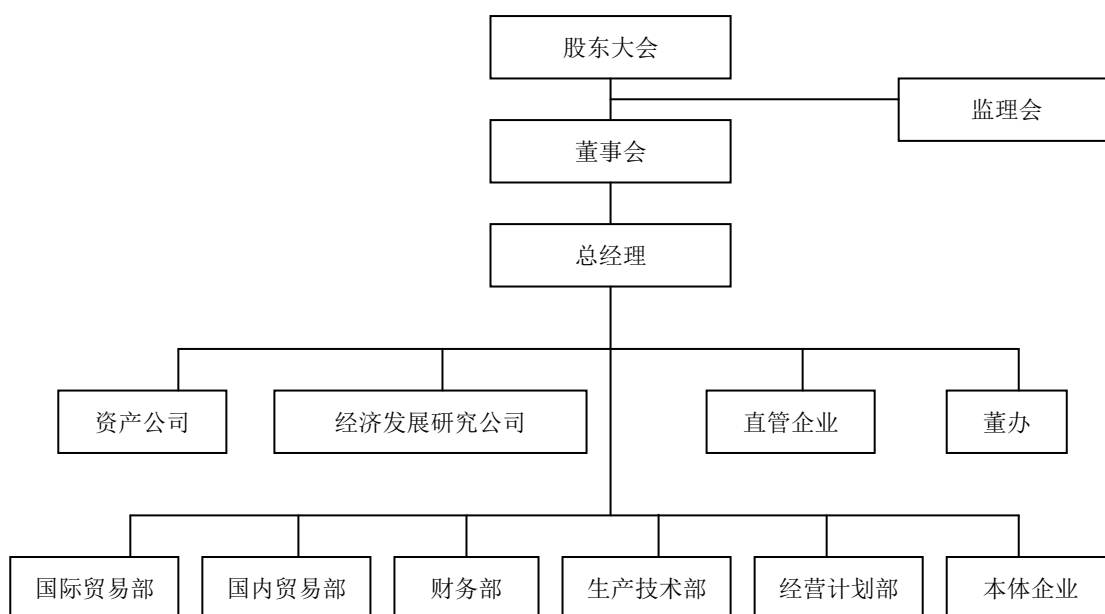 股东大会
监理会
董事会
总经理
资产公司
经济发展研究公司
直管企业
董办
国际贸易部
国内贸易部
财务部
生产技术部
经营计划部
本体企业